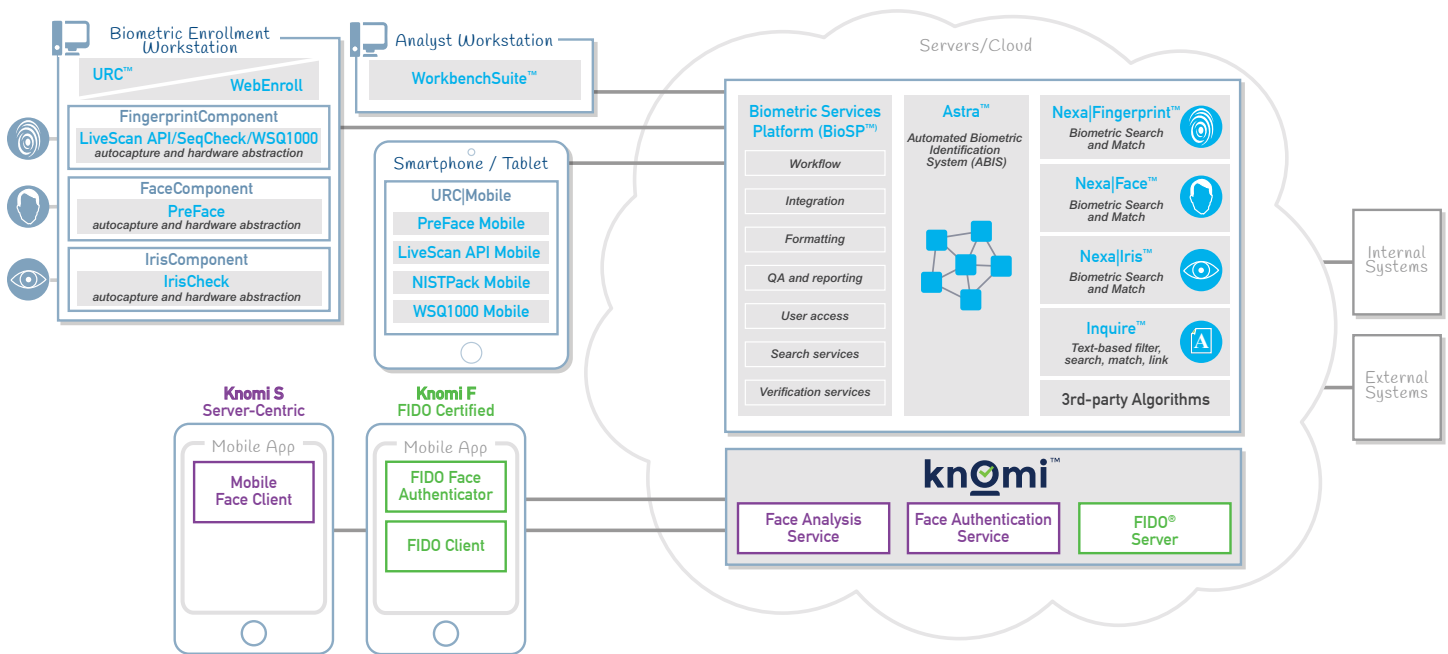 Biometric Enrollment
Workstation
URC™
WebEnroll
FingerprintComponent
LiveScan API/SeqCheck/WSQ1000
autocapture and hardware abstraction
FaceComponent
PreFace
autocapture and hardware abstraction
IrisComponent
IrisCheck
autocapture and hardware abstraction
Analyst Workstation
WorkbenchSuite™
Smartphone / Tablet
URC|Mobile
PreFace Mobile
LiveScan API Mobile
NISTPack Mobile
WSQ1000 Mobile
Servers/Cloud
Biometric Services
Platform (BioSP™)
Workflow
Integration
Formatting
QA and reporting
User access
Search services
Verification services
Astra™
Automated Biometric
Identification
System (ABIS)
Nexa|Fingerprint™
Biometric Search
and Match
Nexa|Face™
Biometric Search
and Match
Nexa|Iris™
Biometric Search
and Match
Inquire™
Text-based filter,
search, match, link
A
3rd-party Algorithms
Internal
Systems
External
Systems
Knomi S
Server-Centric
Mobile App
Mobile
Face Client
Knomi F
FIDO Certified
Mobile App
FIDO Face
Authenticator
FIDO Client
knomi™
Face Analysis
Service
Face Authentication
Service
FIDO®
Server